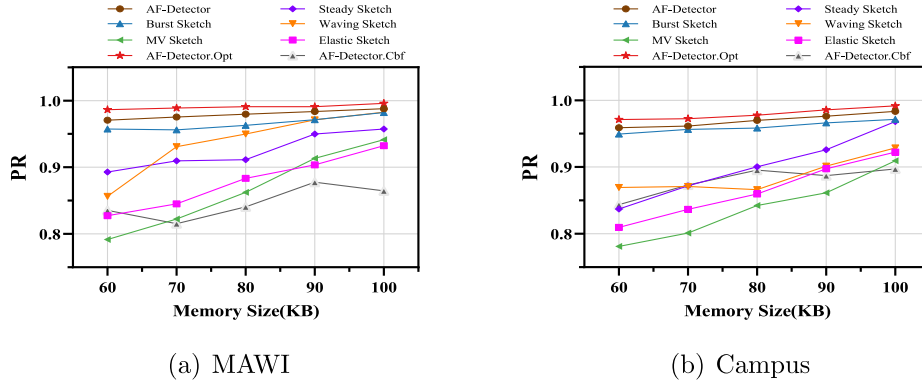 AF-Detector Steady Sketch
Burst Sketch Waving Sketch
MV Sketch Elastic Sketch
AF-Detector.Opt AF-Detector.Cbf
1.0
0.9
0.8
PR
60 70 80 90 100
Memory Size(KB)
(a) MAWI
AF-Detector Steady Sketch
Burst Sketch Waving Sketch
MV Sketch Elastic Sketch
AF-Detector.Opt AF-Detector.Cbf
1.0
0.9
0.8
PR
60 70 80 90 100
Memory Size(KB)
(b) Campus